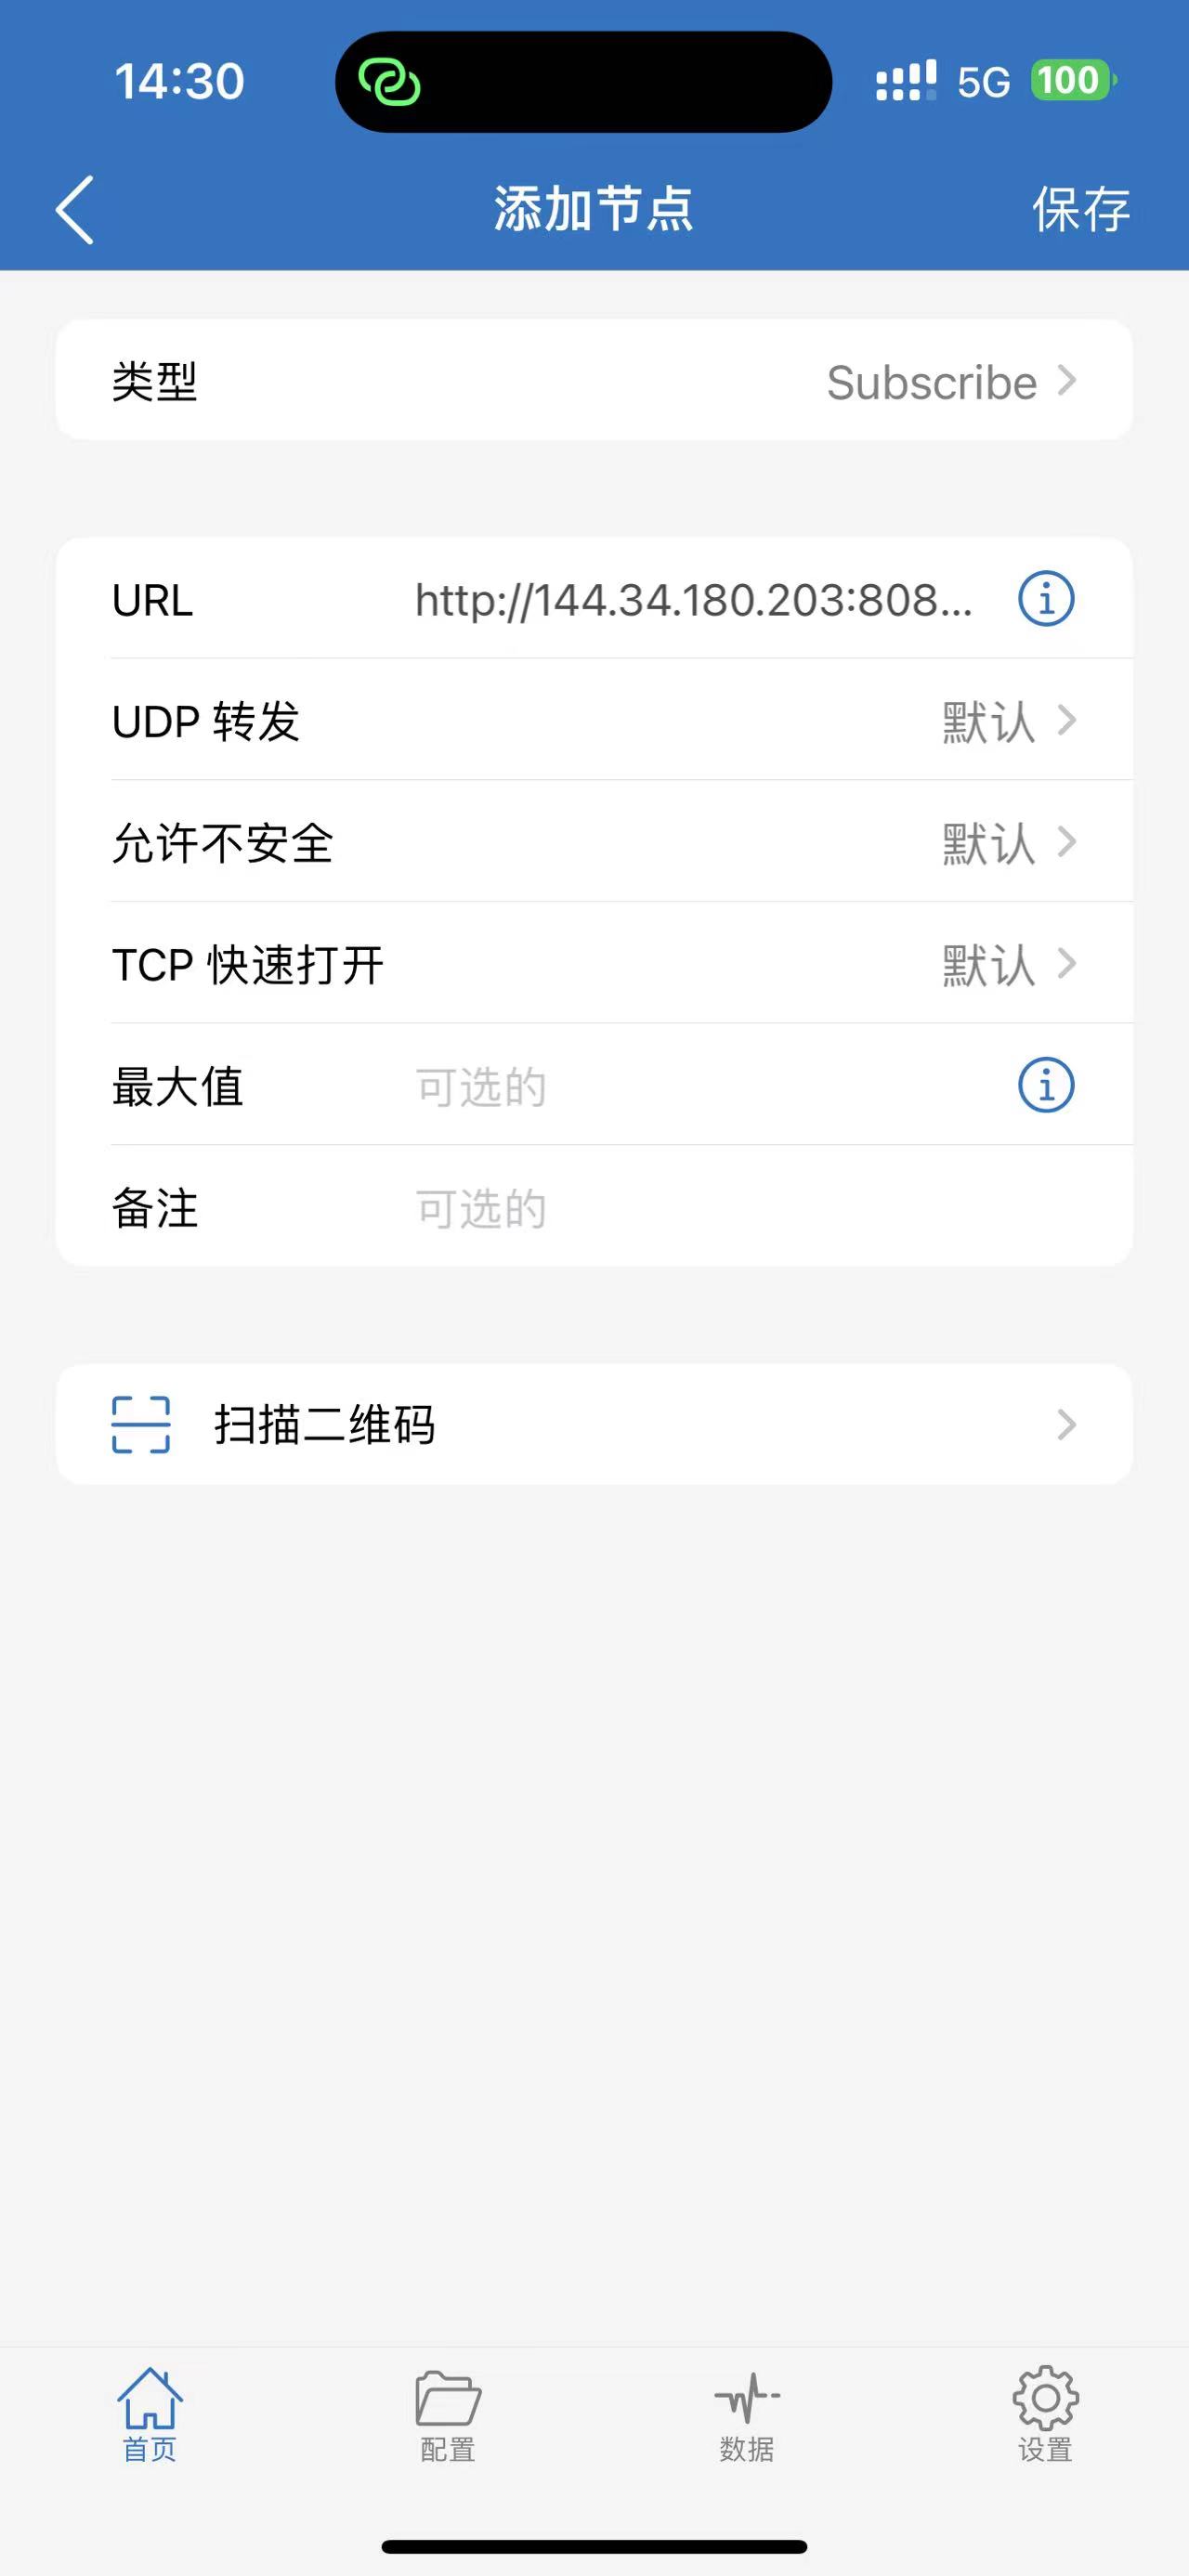 14:30
5G
100
添加节点
保存
类型
Subscribe
URL
http://144.34.180.203:808...
UDP 转发
默认
允许不安全
默认
TCP 快速打开
默认
最大值
可选的
备注
可选的
扫描二维码
首页
配置
数据
设置